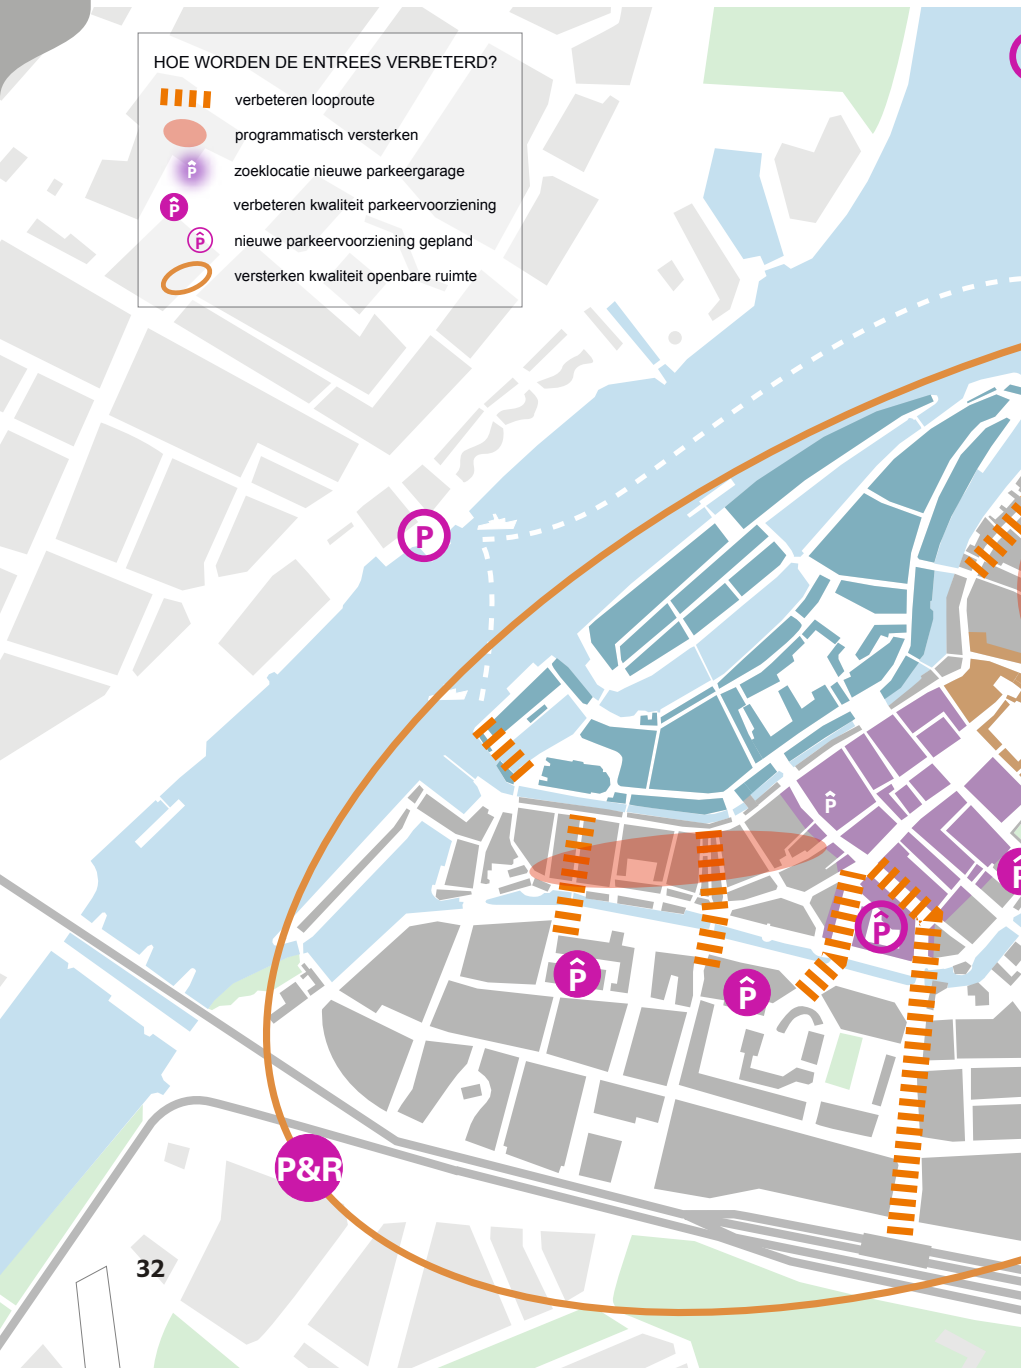 HOE WORDEN DE ENTREES VERBETERD?
verbeteren looproute
programmatisch versterken
P
zoeklocatie nieuwe parkeergarage
P
verbeteren kwaliteit parkeervoorziening
P
nieuwe parkeervoorziening gepland
versterken kwaliteit openbare ruimte
P
P
P
P
P
P
P&R
32